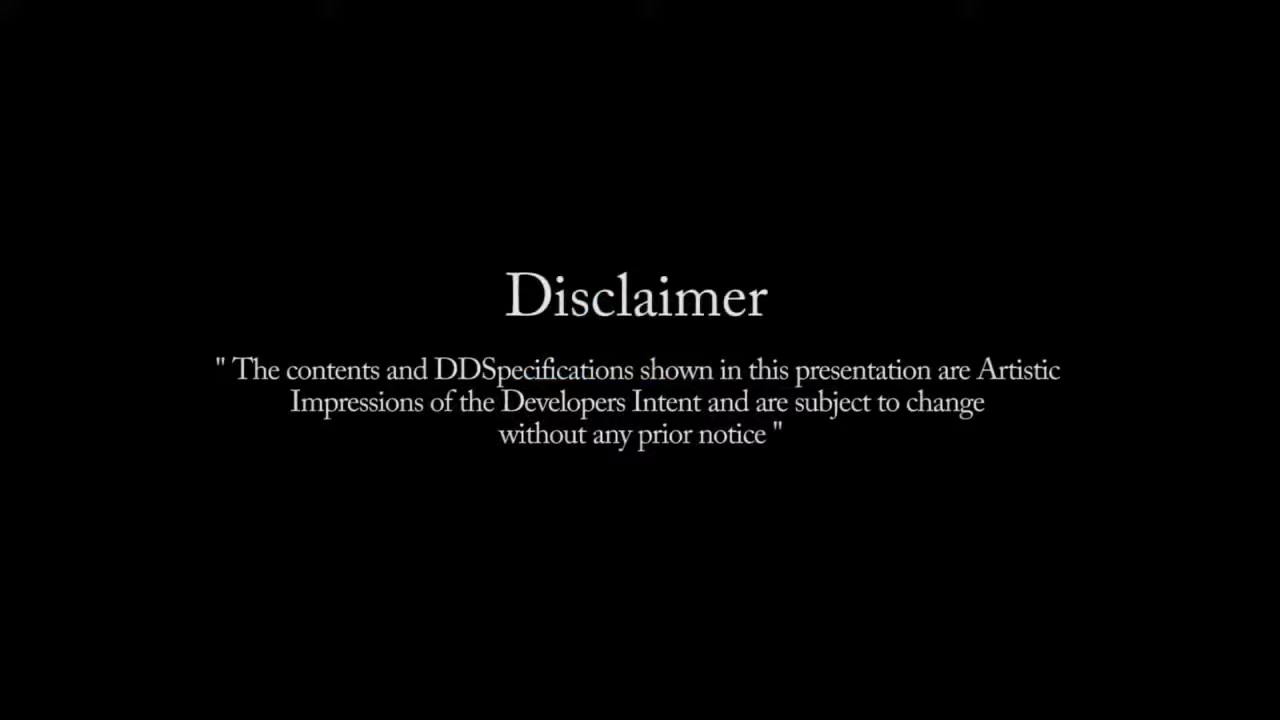 Disclaimer
" The contents and DDSpecifications shown in this presentation are Artistic
Impressions of the Developers Intent and are subject to change
without any prior notice "